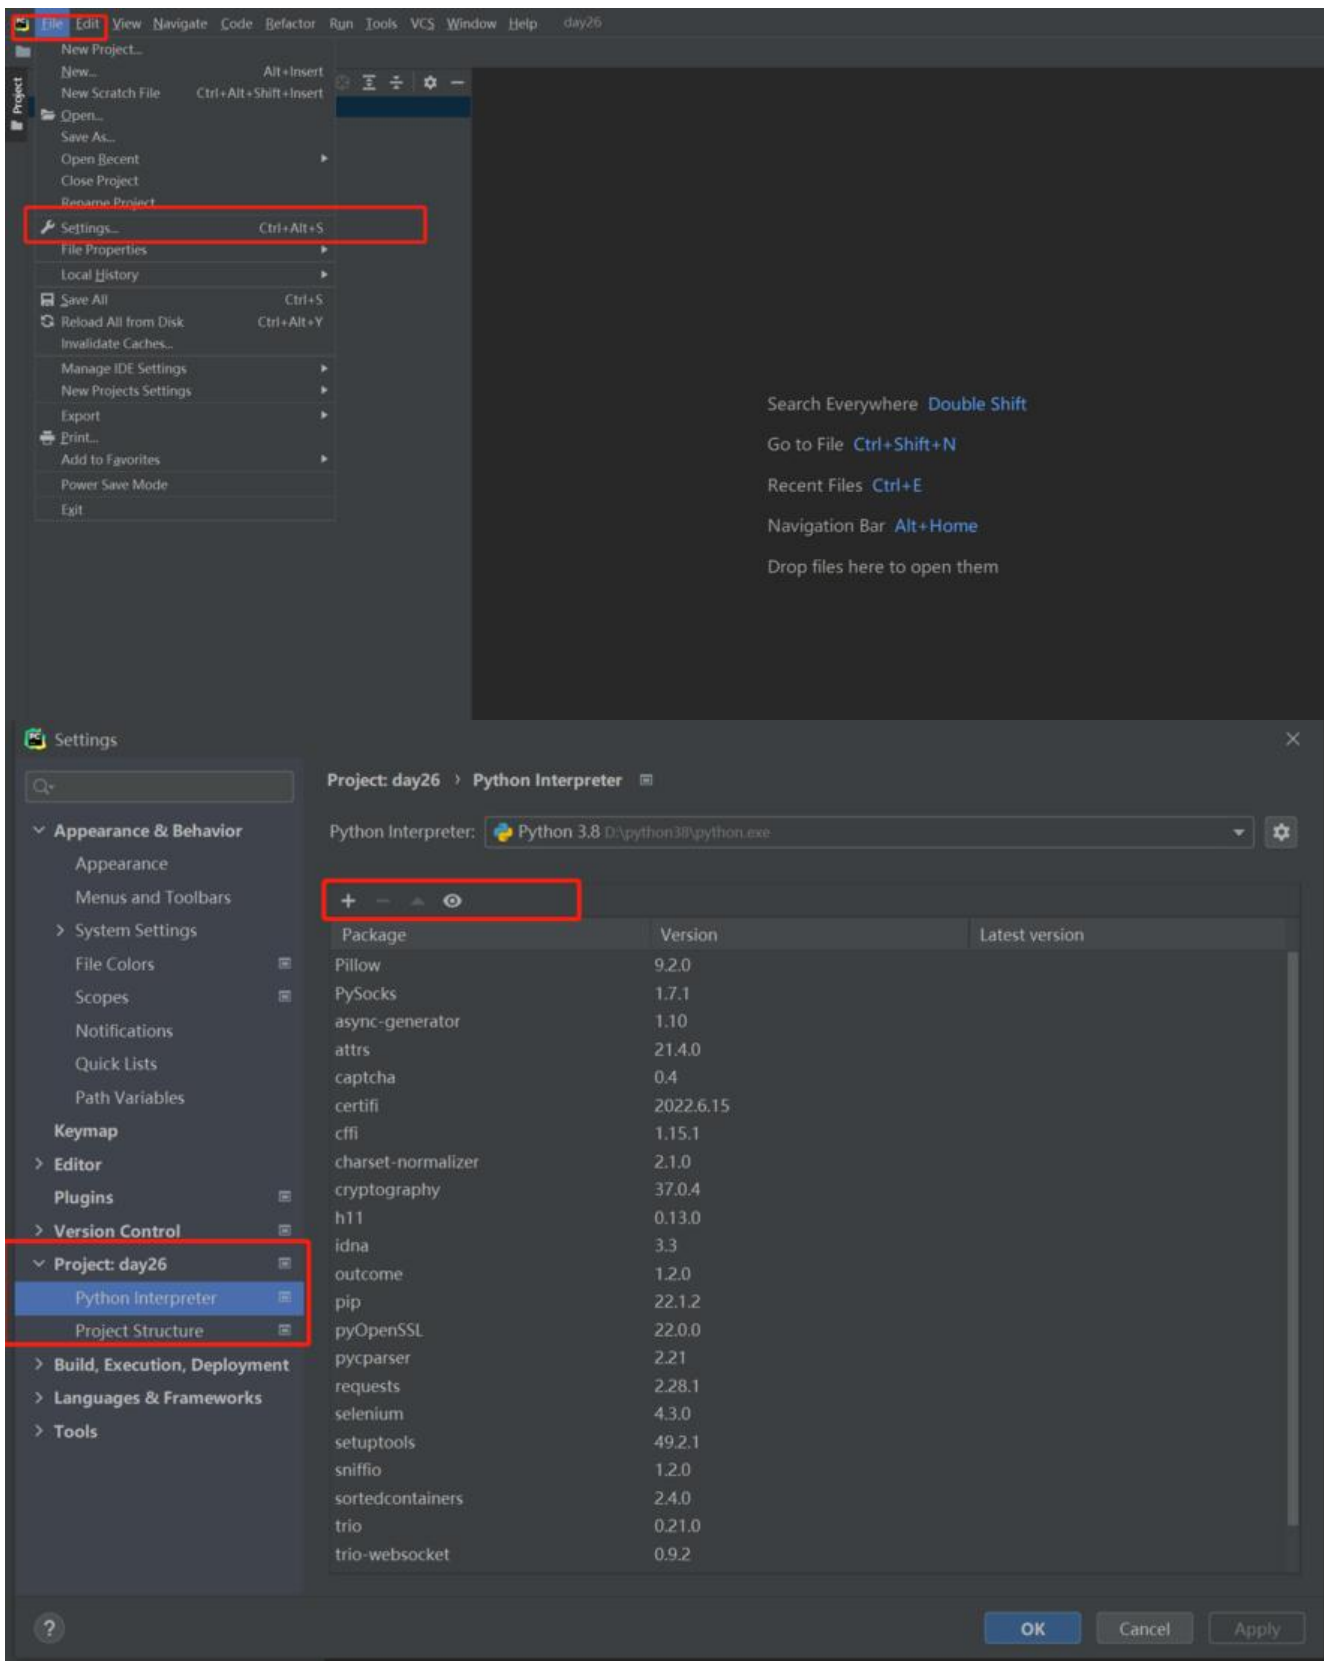 File Edit View Navigate Code Refactor Run Tools VCS Window Help day26
Project
New Project...
New... Alt+Insert
New Scratch File Ctrl+Alt+Shift+Insert
Open...
Save As...
Open Recent
Close Project
Rename Project
Settings... Ctrl+Alt+S
File Properties
Local History
Save All Ctrl+S
Reload All from Disk Ctrl+Alt+Y
Invalidate Caches...
Manage IDE Settings
New Projects Settings
Export
Print...
Add to Favorites
Power Save Mode
Exit
Search Everywhere Double Shift
Go to File Ctrl+Shift+N
Recent Files Ctrl+E
Navigation Bar Alt+Home
Drop files here to open them
Settings
Appearance & Behavior
Appearance
Menus and Toolbars
System Settings
File Colors
Scopes
Notifications
Quick Lists
Path Variables
Keymap
Editor
Plugins
Version Control
Project: day26
Python Interpreter
Project Structure
Build, Execution, Deployment
Languages & Frameworks
Tools
Project: day26 › Python Interpreter
Python Interpreter: Python 3.8 D:\python38\python.exe
Package Version Latest version
Pillow 9.2.0
PySocks 1.7.1
async-generator 1.10
attrs 21.4.0
captcha 0.4
certifi 2022.6.15
cffi 1.15.1
charset-normalizer 2.1.0
cryptography 37.0.4
h11 0.13.0
idna 3.3
outcome 1.2.0
pip 22.1.2
pyOpenSSL 22.0.0
pycparser 2.21
requests 2.28.1
selenium 4.3.0
setuptools 49.2.1
sniffio 1.2.0
sortedcontainers 2.4.0
trio 0.21.0
trio-websocket 0.9.2
? OK Cancel Apply